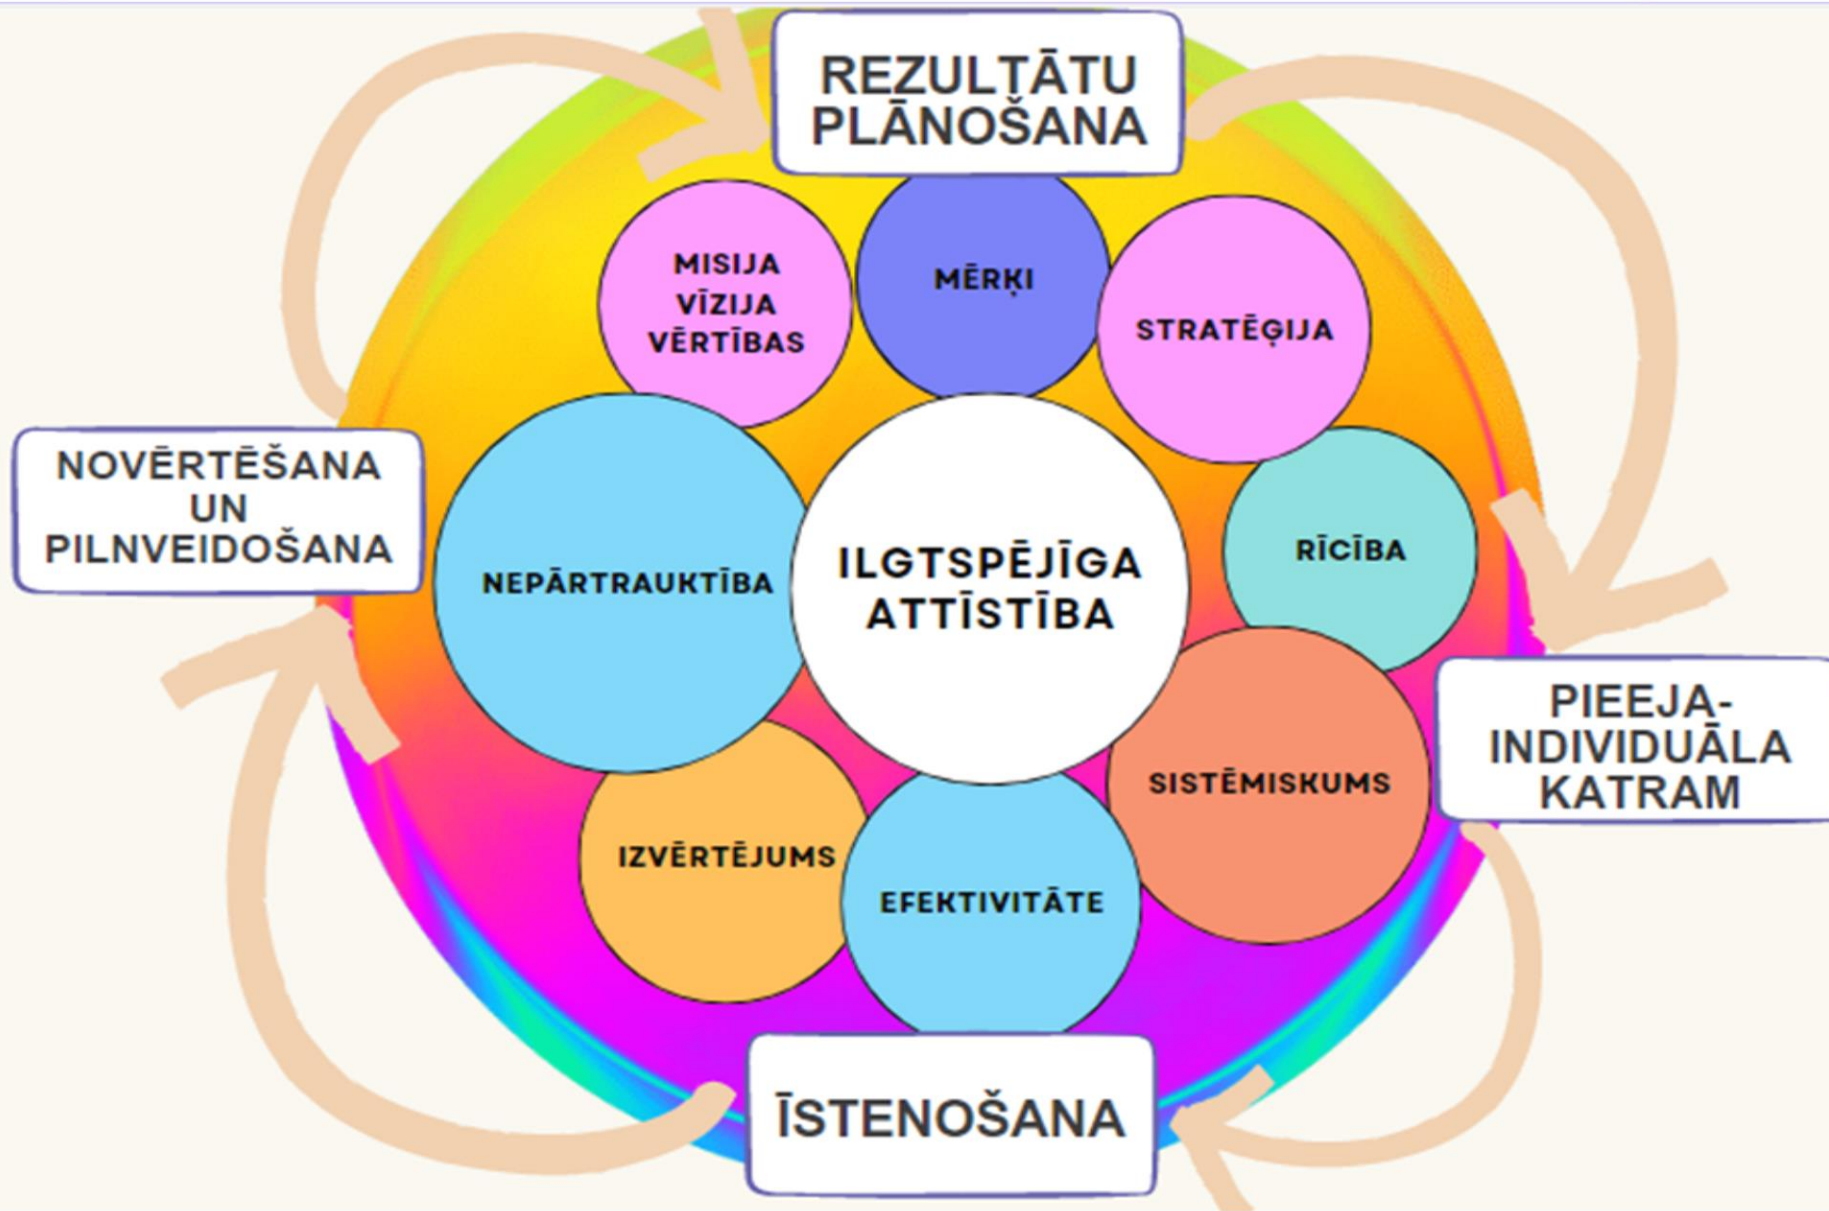 REZULTĀTU
PLĀNOŠANA
MISIJA
VĪZIJA
VĒRTĪBAS
MĒRĶI
STRATĒĢIJA
NOVĒRTĒŠANA
UN
PILNVEIDOŠANA
NEPĀRTRAUKTĪBA
ILGTSPĒJĪGA
ATTĪSTĪBA
RĪCĪBA
PIEEJA-
INDIVIDUĀLA
KATRAM
SISTĒMISKUMS
IZVĒRTĒJUMS
EFEKTIVITĀTE
ĪSTENOŠANA